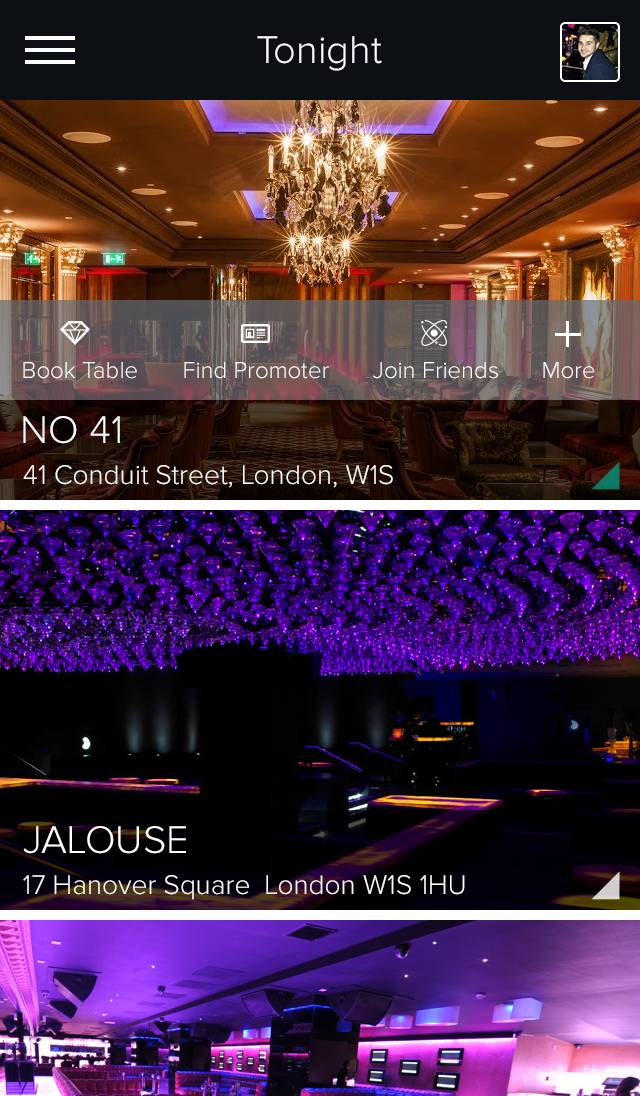 Tonight
Book Table Find Promoter Join Friends More
NO 41
41 Conduit Street, London, W1S
JALOUSE
17 Hanover Square  London W1S 1HU